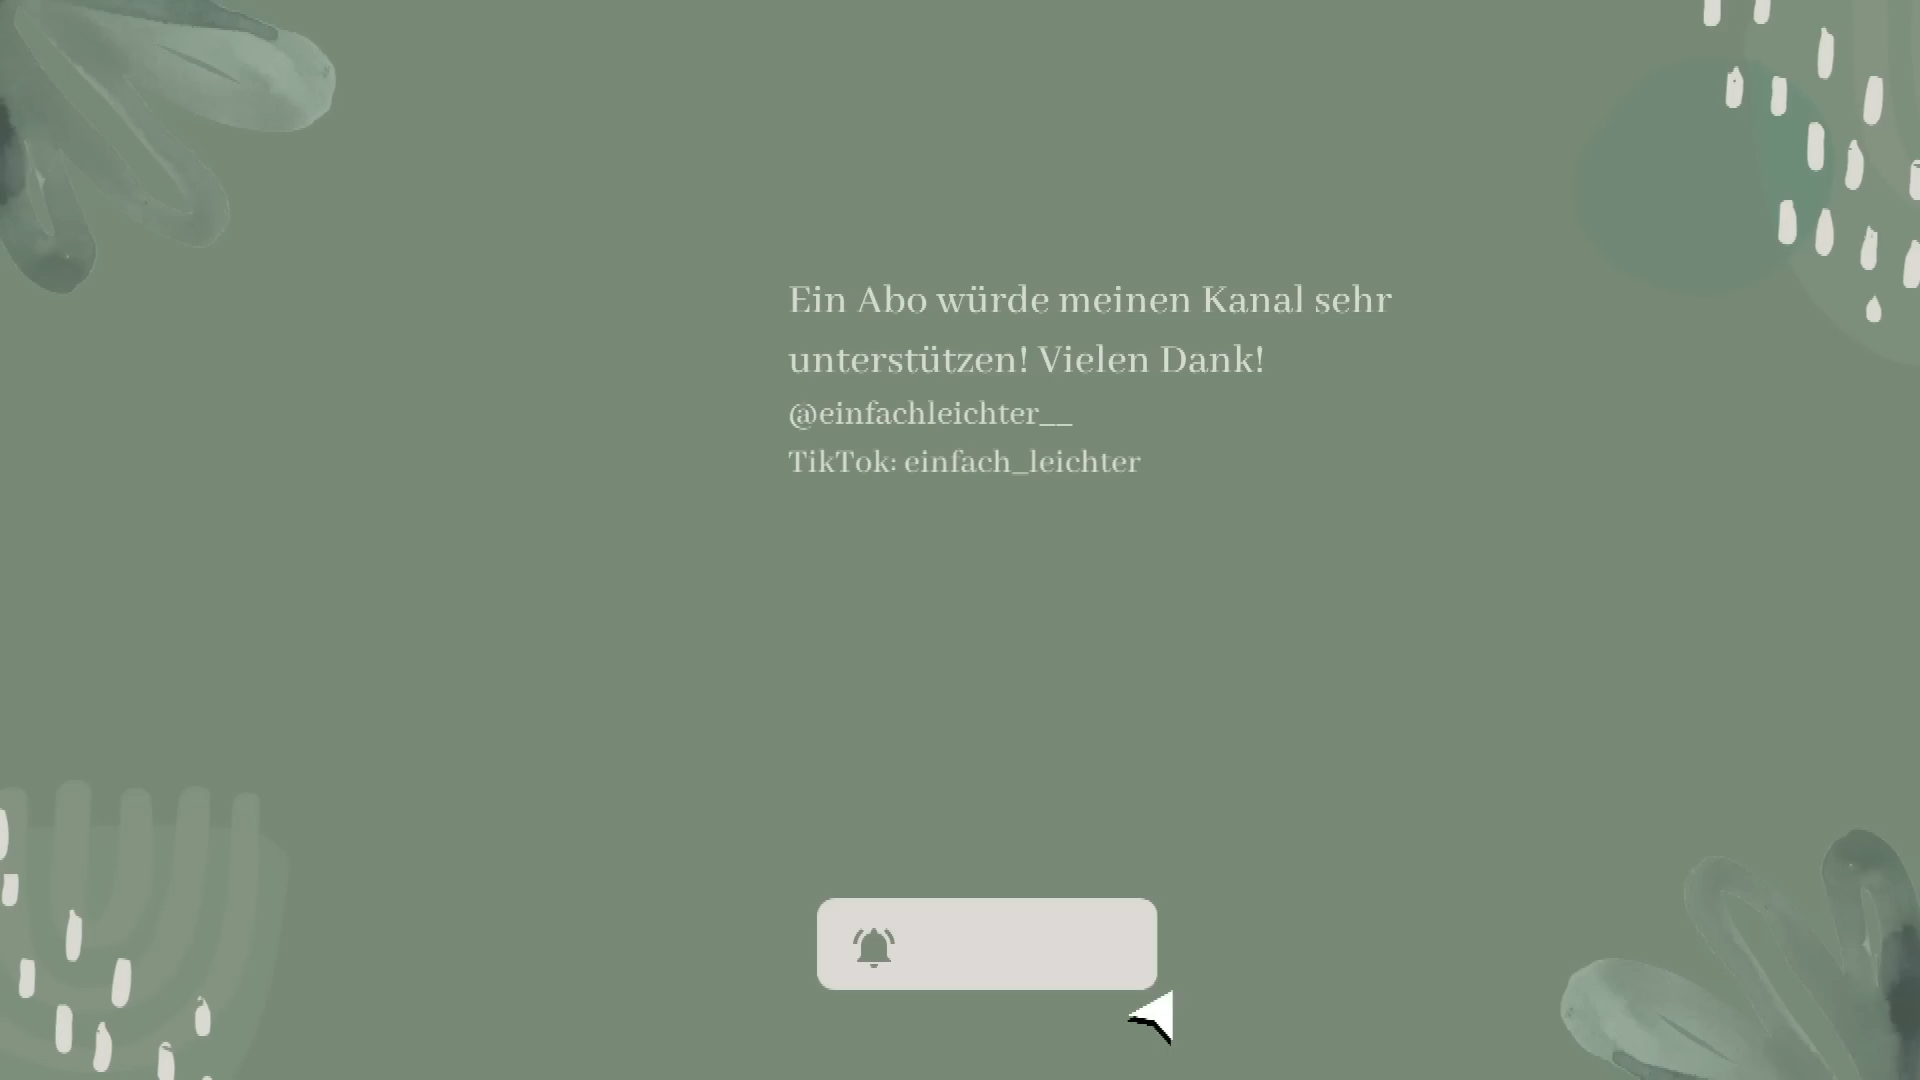 Ein Abo würde meinen Kanal sehr
unterstützen! Vielen Dank!
@einfachleichter__
TikTok: einfach_leichter